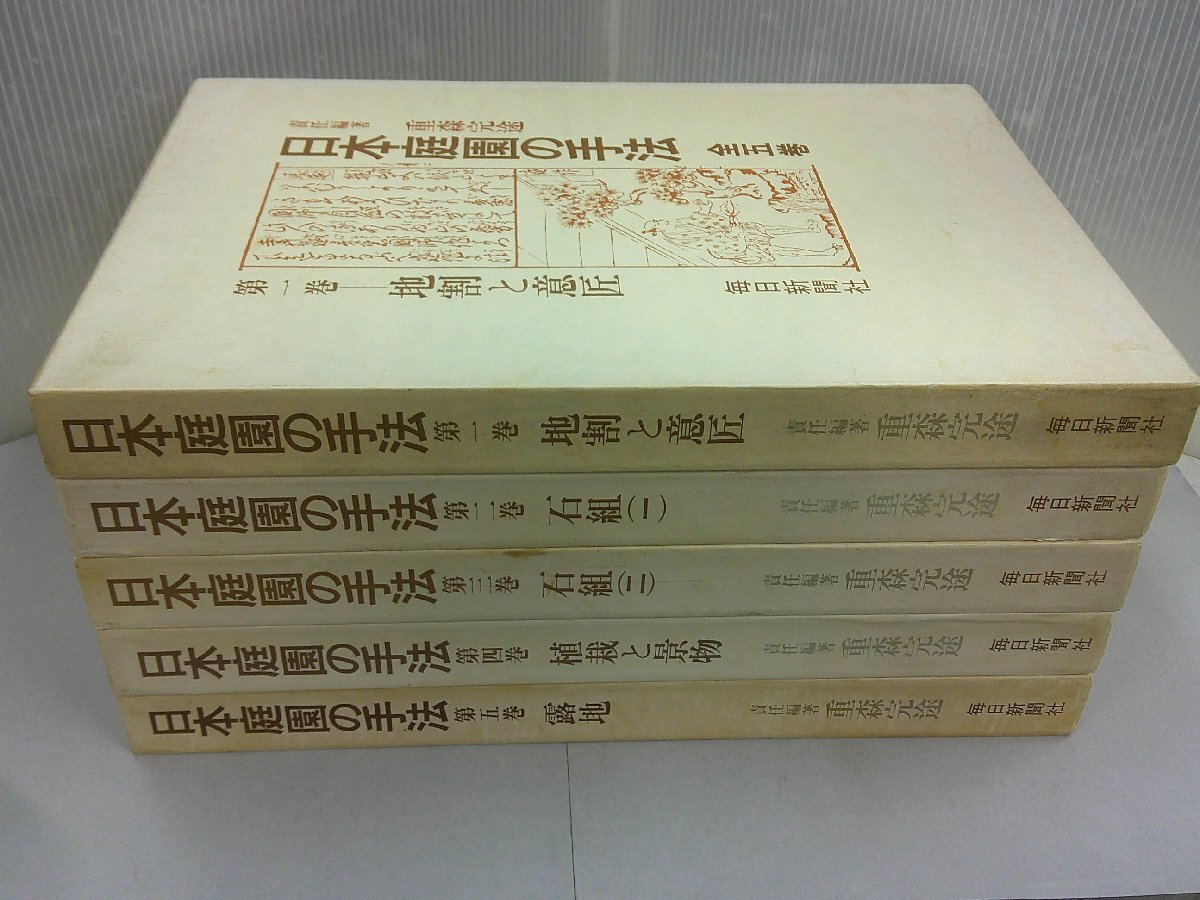 責任編著 重森完途
日本庭園の手法 全五巻
第一巻 地割と意匠 毎日新聞社
日本庭園の手法 第一巻 地割と意匠 責任編著 重森完途 毎日新聞社
日本庭園の手法 第二巻 石組(一) 責任編著 重森完途 毎日新聞社
日本庭園の手法 第三巻 石組(二) 責任編著 重森完途 毎日新聞社
日本庭園の手法 第四巻 植栽と景物 責任編著 重森完途 毎日新聞社
日本庭園の手法 第五巻 露地 責任編著 重森完途 毎日新聞社